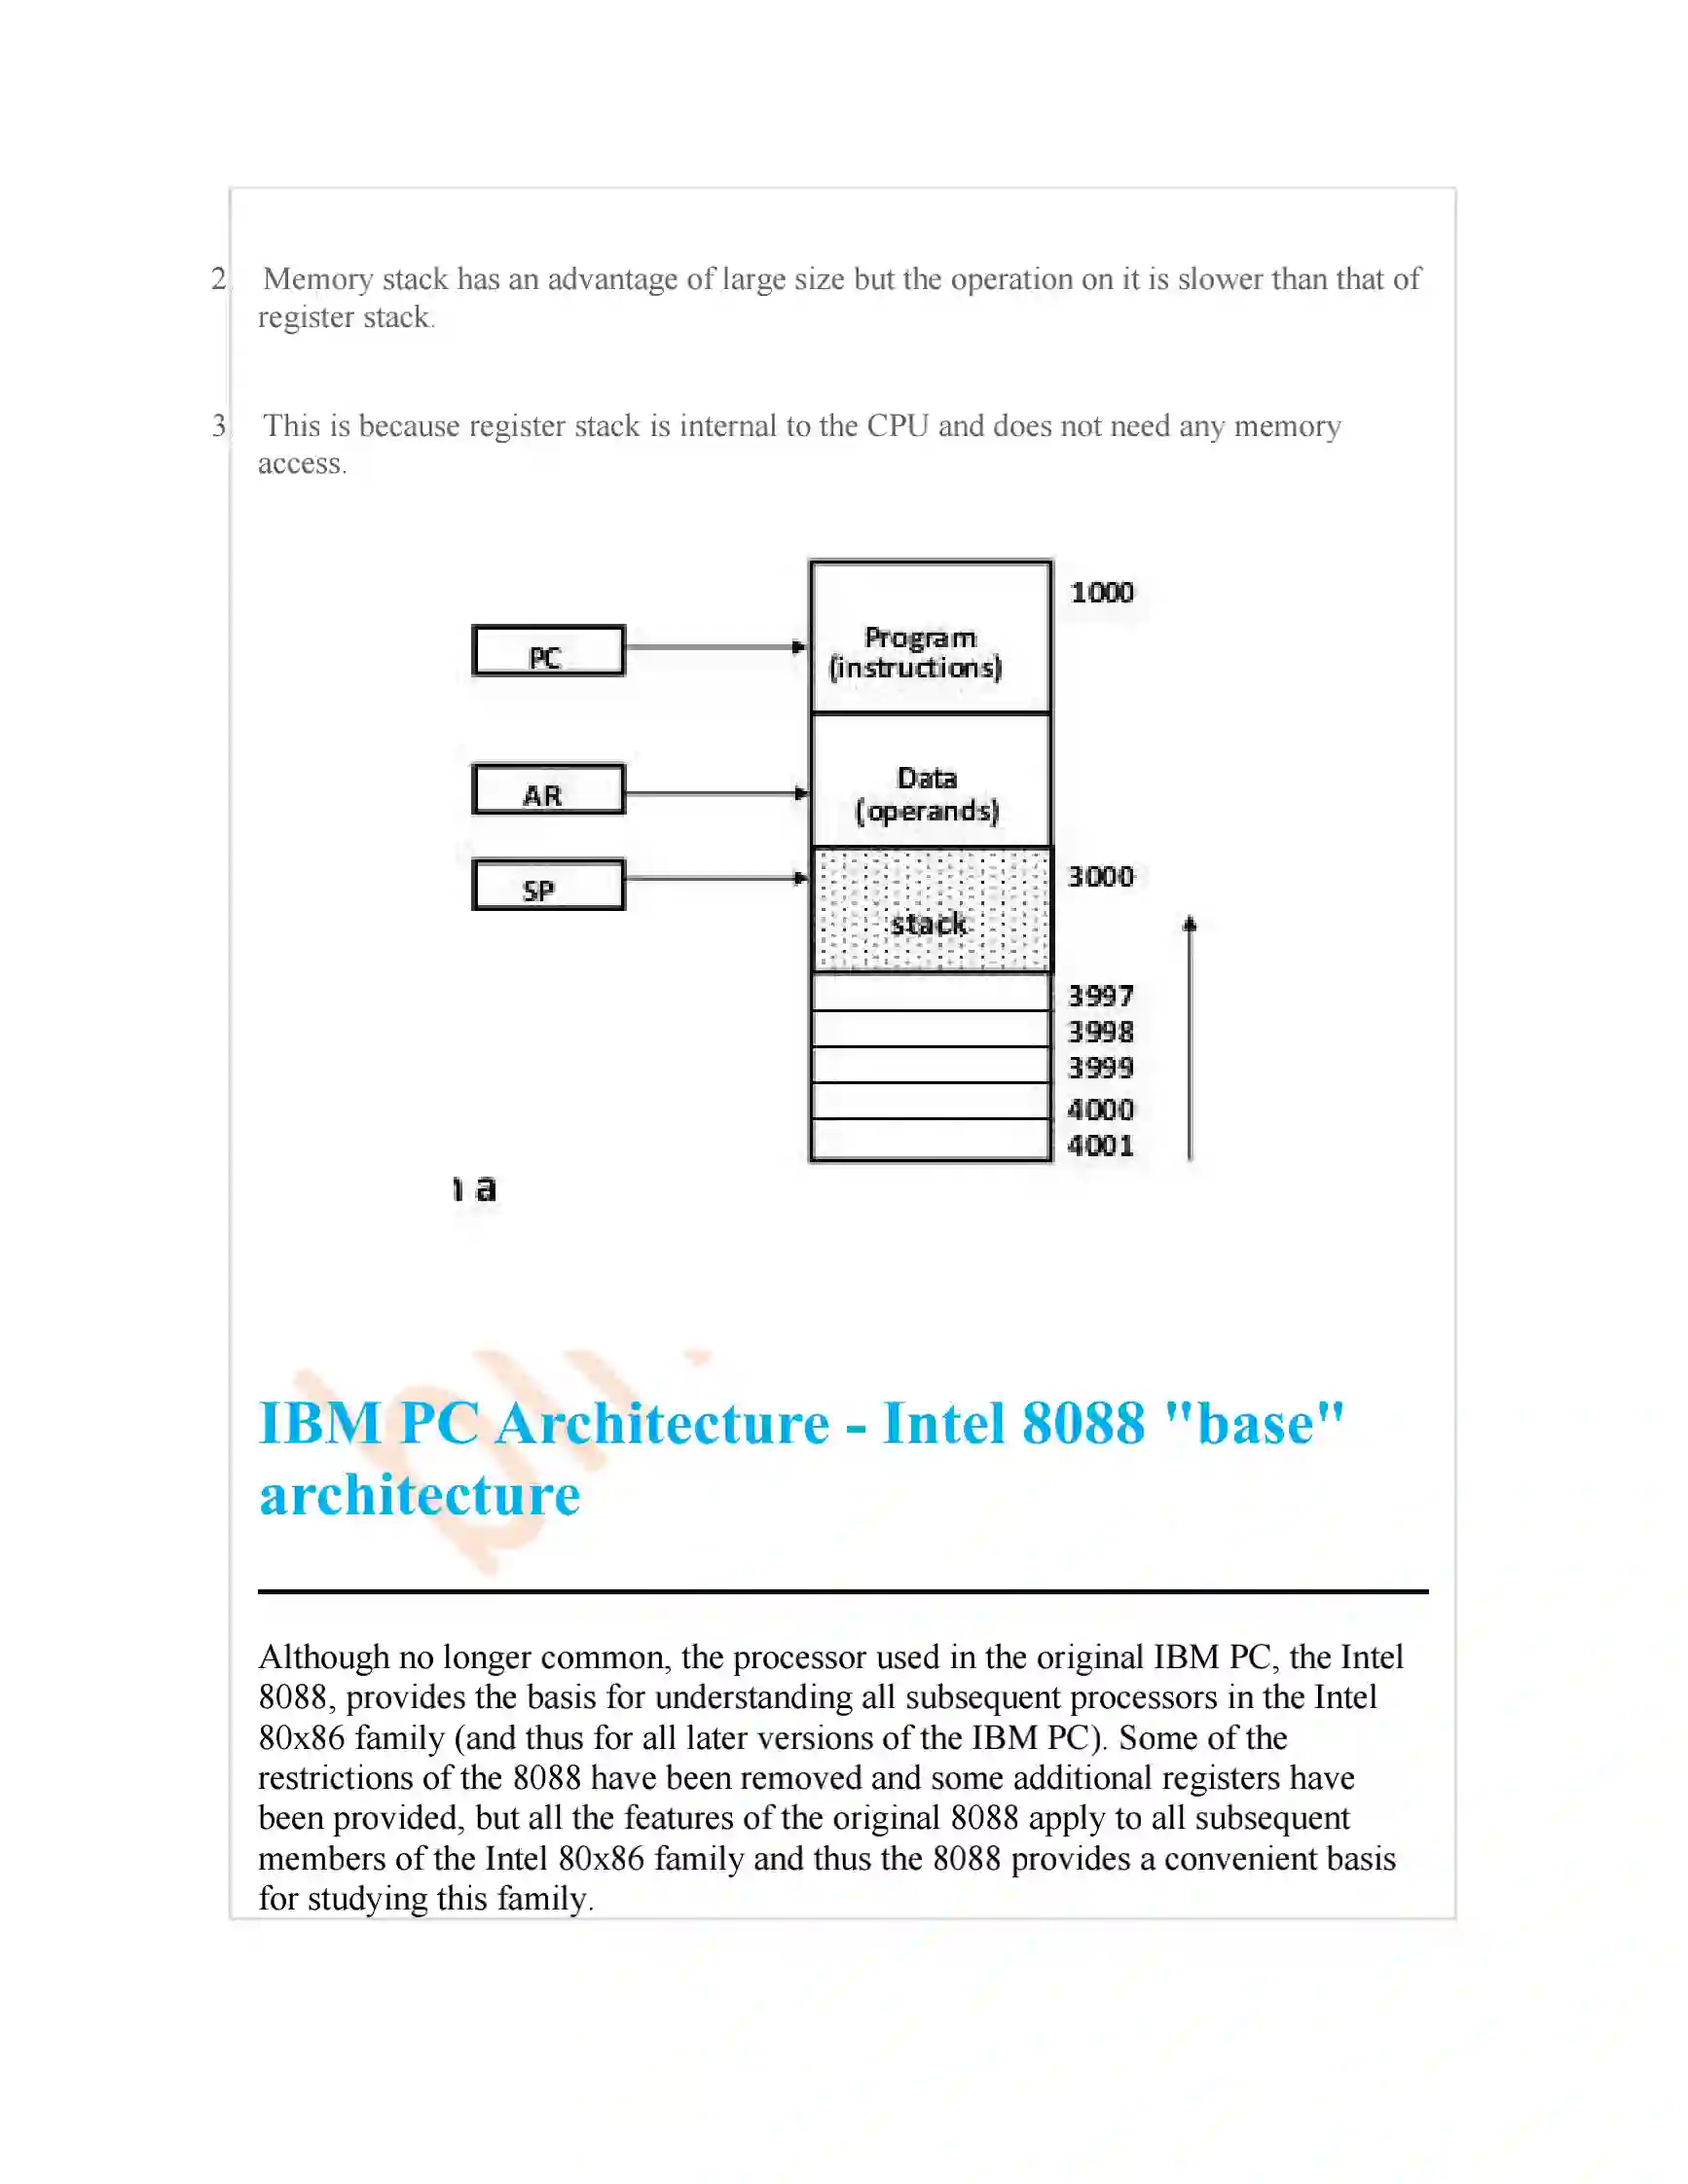 2. Memory stack has an advantage of large size but the operation on it is slower than that of
register stack.
3. This is because register stack is internal to the CPU and does not need any memory
access.
1000
PC
Program
(instructions)
AR
Data
(operands)
SP
3000
stack
3997
3998
3999
4000
4001
a
IBM PC Architecture - Intel 8088 "base"
architecture
Although no longer common, the processor used in the original IBM PC, the Intel
8088, provides the basis for understanding all subsequent processors in the Intel
80x86 family (and thus for all later versions of the IBM PC). Some of the
restrictions of the 8088 have been removed and some additional registers have
been provided, but all the features of the original 8088 apply to all subsequent
members of the Intel 80x86 family and thus the 8088 provides a convenient basis
for studying this family.